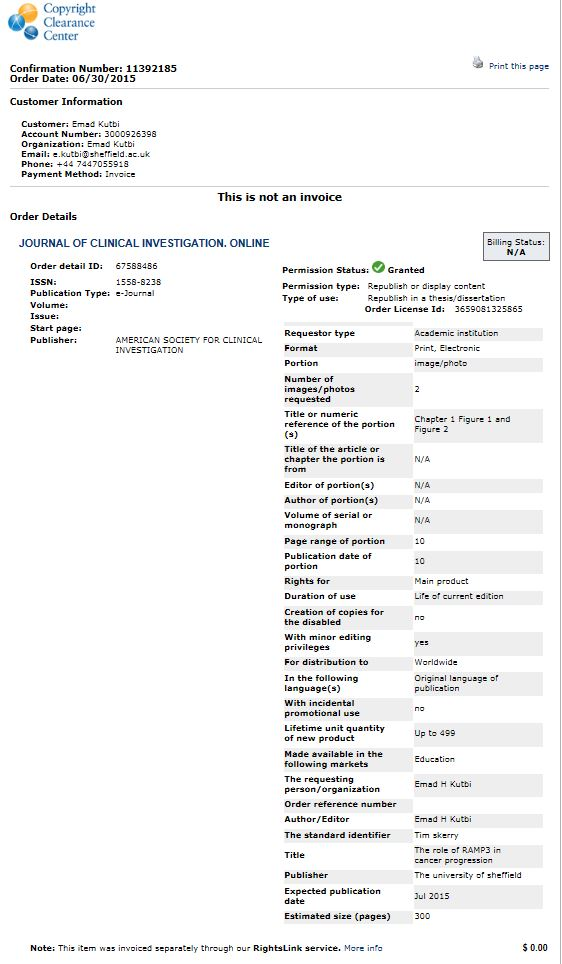 Copyright
Clearance
Center
Confirmation Number: 11392185
Order Date: 06/30/2015
Print this page
Customer Information
Customer: Emad Kutbi
Account Number: 3000926398
Organization: Emad Kutbi
Email: e.kutbi@sheffield.ac.uk
Phone: +44 7447055918
Payment Method: Invoice
This is not an invoice
Order Details
JOURNAL OF CLINICAL INVESTIGATION. ONLINE
Billing Status:
N/A
Order detail ID: 67588486
ISSN: 1558-8238
Publication Type: e-Journal
Volume:
Issue:
Start page:
Publisher: AMERICAN SOCIETY FOR CLINICAL
INVESTIGATION
Permission Status: Granted
Permission type: Republish or display content
Type of use: Republish in a thesis/dissertation
Order License Id: 3659081325865
Requestor type Academic institution
Format Print, Electronic
Portion image/photo
Number of
images/photos
requested 2
Title or numeric
reference of the portion
(s)
Chapter 1 Figure 1 and
Figure 2
Title of the article or
chapter the portion is
from N/A
Editor of portion(s) N/A
Author of portion(s) N/A
Volume of serial or
monograph N/A
Page range of portion 10
Publication date of
portion 10
Rights for Main product
Duration of use Life of current edition
Creation of copies for
the disabled no
With minor editing
privileges yes
For distribution to Worldwide
In the following
language(s)
Original language of
publication
With incidental
promotional use no
Lifetime unit quantity
of new product Up to 499
Made available in the
following markets Education
The requesting
person/organization Emad H Kutbi
Order reference number
Author/Editor Emad H Kutbi
The standard identifier Tim skerry
Title The role of RAMP3 in
cancer progression
Publisher The university of sheffield
Expected publication
date Jul 2015
Estimated size (pages) 300
Note: This item was invoiced separately through our RightsLink service. More info $ 0.00